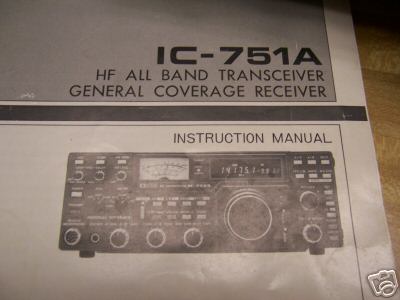 IC-751A
HF ALL BAND TRANSCEIVER
GENERAL COVERAGE RECEIVER
INSTRUCTION MANUAL